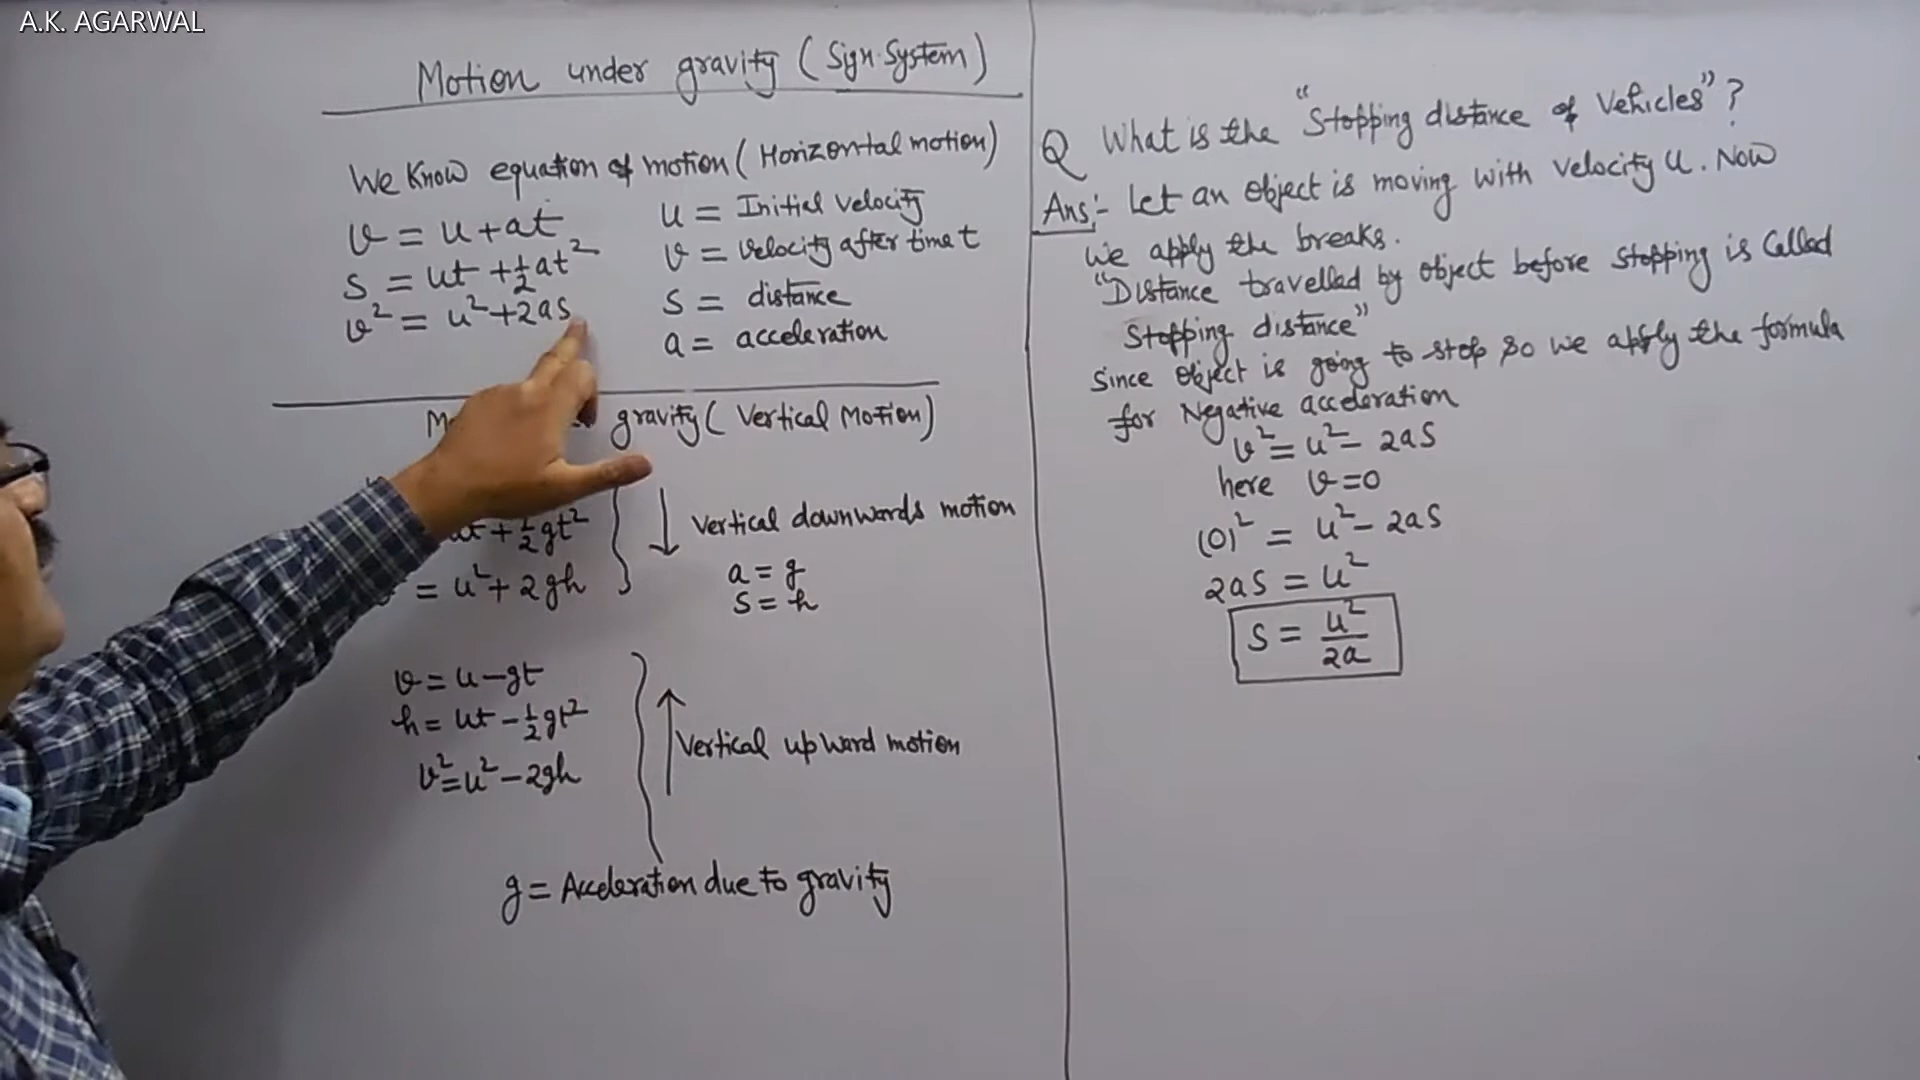 A.K. AGARWAL
Motion under gravity (Sign System)
We Know equation of motion (Horizontal motion)
v = u + at
s = ut + ½at²
v² = u² + 2as
u = Initial velocity
v = velocity after time t
s = distance
a = acceleration
gravity (Vertical Motion)
ut + ½gt²
= u² + 2gh
Vertical downwards motion
a = g
s = h
v = u - gt
h = ut - ½gt²
v² = u² - 2gh
Vertical upward motion
g = Acceleration due to gravity
Q What is the "Stopping distance of Vehicles"?
Ans:- Let an object is moving with velocity u. Now
we apply the breaks.
"Distance travelled by object before stopping is Called
Stopping distance"
Since object is going to stop so we apply the formula
for Negative acceleration
v² = u² - 2as
here v = 0
(0)² = u² - 2as
2as = u²
s = u²/2a